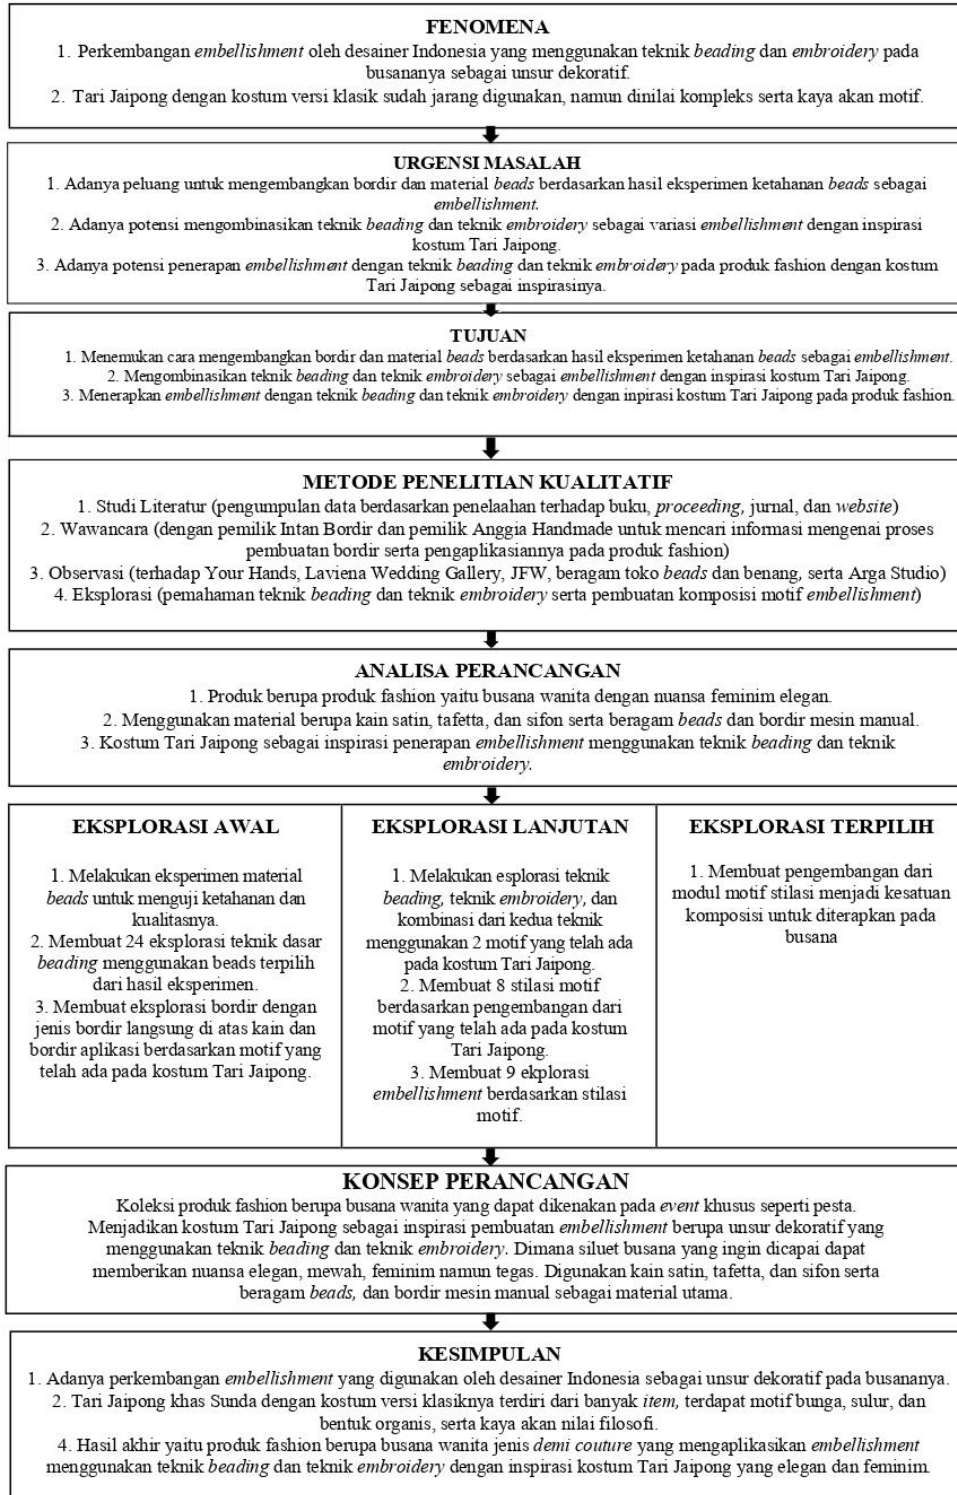 FENOMENA
1. Perkembangan embellishment oleh desainer Indonesia yang menggunakan teknik beading dan embroidery pada
busananya sebagai unsur dekoratif.
2. Tari Jaipong dengan kostum versi klasik sudah jarang digunakan, namun dinilai kompleks serta kaya akan motif.
URGENSI MASALAH
1. Adanya peluang untuk mengembangkan bordir dan material beads berdasarkan hasil eksperimen ketahanan beads sebagai
embellishment.
2. Adanya potensi mengombinasikan teknik beading dan teknik embroidery sebagai variasi embellishment dengan inspirasi
kostum Tari Jaipong.
3. Adanya potensi penerapan embellishment dengan teknik beading dan teknik embroidery pada produk fashion dengan kostum
Tari Jaipong sebagai inspirasinya.
TUJUAN
1. Menemukan cara mengembangkan bordir dan material beads berdasarkan hasil eksperimen ketahanan beads sebagai embellishment.
2. Mengombinasikan teknik beading dan teknik embroidery sebagai embellishment dengan inspirasi kostum Tari Jaipong.
3. Menerapkan embellishment dengan teknik beading dan teknik embroidery dengan inpirasi kostum Tari Jaipong pada produk fashion.
METODE PENELITIAN KUALITATIF
1. Studi Literatur (pengumpulan data berdasarkan penelaahan terhadap buku, proceeding, jurnal, dan website)
2. Wawancara (dengan pemilik Intan Bordir dan pemilik Anggia Handmade untuk mencari informasi mengenai proses
pembuatan bordir serta pengaplikasiannya pada produk fashion)
3. Observasi (terhadap Your Hands, Laviena Wedding Gallery, JFW, beragam toko beads dan benang, serta Arga Studio)
4. Eksplorasi (pemahaman teknik beading dan teknik embroidery serta pembuatan komposisi motif embellishment)
ANALISA PERANCANGAN
1. Produk berupa produk fashion yaitu busana wanita dengan nuansa feminim elegan.
2. Menggunakan material berupa kain satin, tafetta, dan sifon serta beragam beads dan bordir mesin manual.
3. Kostum Tari Jaipong sebagai inspirasi penerapan embellishment menggunakan teknik beading dan teknik
embroidery.
EKSPLORASI AWAL
1. Melakukan eksperimen material
beads untuk menguji ketahanan dan
kualitasnya.
2. Membuat 24 eksplorasi teknik dasar
beading menggunakan beads terpilih
dari hasil eksperimen.
3. Membuat eksplorasi bordir dengan
jenis bordir langsung di atas kain dan
bordir aplikasi berdasarkan motif yang
telah ada pada kostum Tari Jaipong.
EKSPLORASI LANJUTAN
1. Melakukan esplorasi teknik
beading, teknik embroidery, dan
kombinasi dari kedua teknik
menggunakan 2 motif yang telah ada
pada kostum Tari Jaipong.
2. Membuat 8 stilasi motif
berdasarkan pengembangan dari
motif yang telah ada pada kostum
Tari Jaipong.
3. Membuat 9 ekplorasi
embellishment berdasarkan stilasi
motif.
EKSPLORASI TERPILIH
1. Membuat pengembangan dari
modul motif stilasi menjadi kesatuan
komposisi untuk diterapkan pada
busana
KONSEP PERANCANGAN
Koleksi produk fashion berupa busana wanita yang dapat dikenakan pada event khusus seperti pesta.
Menjadikan kostum Tari Jaipong sebagai inspirasi pembuatan embellishment berupa unsur dekoratif yang
menggunakan teknik beading dan teknik embroidery. Dimana siluet busana yang ingin dicapai dapat
memberikan nuansa elegan, mewah, feminim namun tegas. Digunakan kain satin, tafetta, dan sifon serta
beragam beads, dan bordir mesin manual sebagai material utama.
KESIMPULAN
1. Adanya perkembangan embellishment yang digunakan oleh desainer Indonesia sebagai unsur dekoratif pada busananya.
2. Tari Jaipong khas Sunda dengan kostum versi klasiknya terdiri dari banyak item, terdapat motif bunga, sulur, dan
bentuk organis, serta kaya akan nilai filosofi.
4. Hasil akhir yaitu produk fashion berupa busana wanita jenis demi couture yang mengaplikasikan embellishment
menggunakan teknik beading dan teknik embroidery dengan inspirasi kostum Tari Jaipong yang elegan dan feminim.